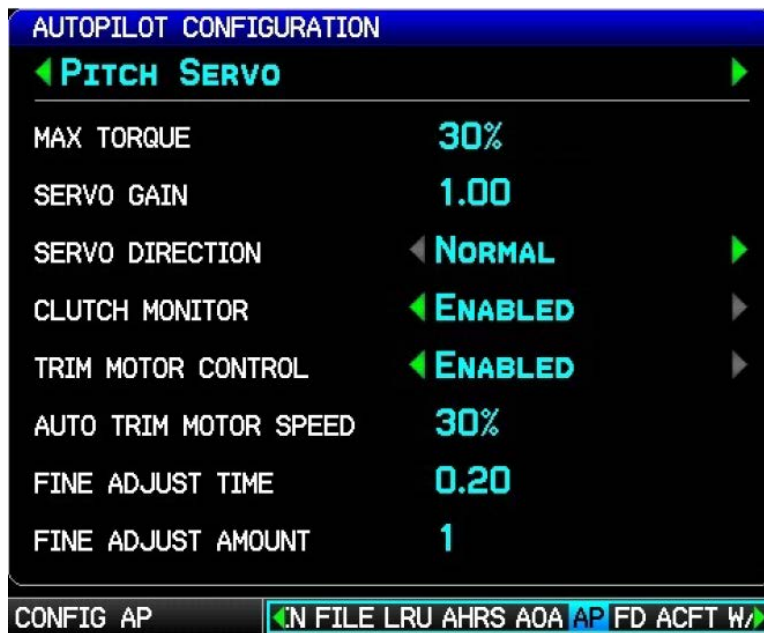 AUTOPILOT CONFIGURATION
PITCH SERVO
MAX TORQUE 30%
SERVO GAIN 1.00
SERVO DIRECTION NORMAL
CLUTCH MONITOR ENABLED
TRIM MOTOR CONTROL ENABLED
AUTO TRIM MOTOR SPEED 30%
FINE ADJUST TIME 0.20
FINE ADJUST AMOUNT 1
CONFIG AP FILE LRU AHRS AOA AP FD ACFT